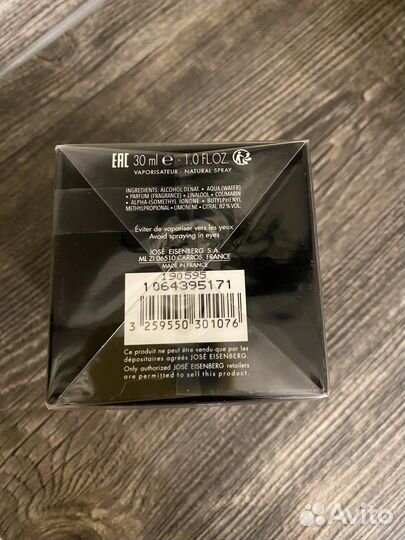 EAC 30 ml e - 1.0 FL.OZ.
VAPORISATEUR - NATURAL SPRAY
INGREDIENTS: ALCOHOL DENAT. • AQUA (WATER)
• PARFUM (FRAGRANCE) • LINALOOL • COUMARIN
• ALPHA-ISOMETHYL IONONE • BUTYLPHENYL
METHYLPROPIONAL • LIMONENE • CITRAL 82% VOL.
Éviter de vaporiser vers les yeux
Avoid spraying in eyes
JOSÉ EISENBERG S.A.
ML ZI 06510 CARROS, FRANCE
MADE IN FRANCE
190595
1064395171
3 259550 301076
Ce produit ne peut être vendu que par les
dépositaires agréés JOSÉ EISENBERG.
Only authorized JOSÉ EISENBERG retailers
are permitted to sell this product.
Avito